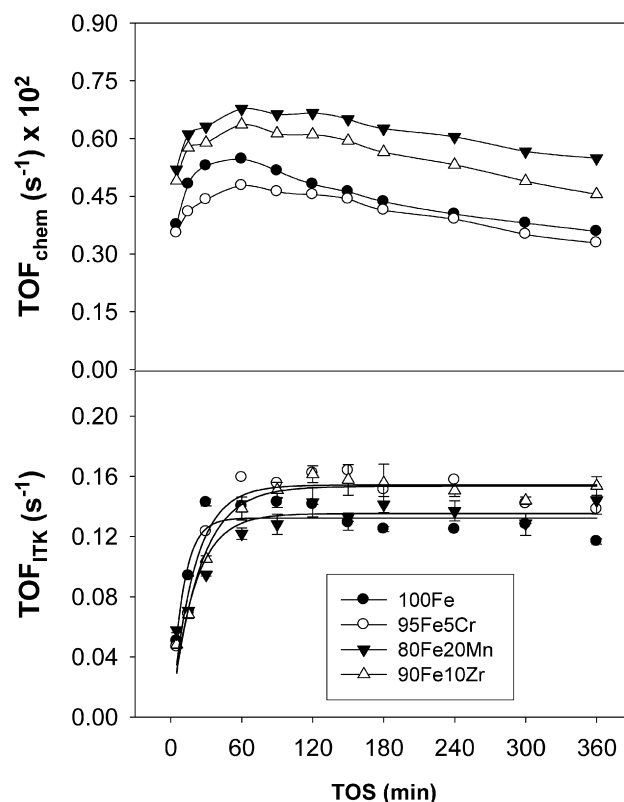 TOF_chem (s⁻¹) x 10²
0.90
0.75
0.60
0.45
0.30
0.15
0.00
TOF_ITK (s⁻¹)
0.20
0.16
0.12
0.08
0.04
0.00
100Fe
95Fe5Cr
80Fe20Mn
90Fe10Zr
0 60 120 180 240 300 360
TOS (min)